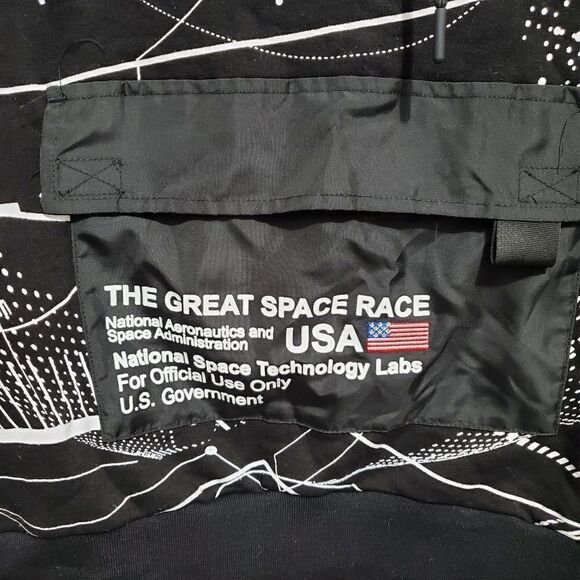 THE GREAT SPACE RACE
National Aeronautics and
Space Administration
USA
National Space Technology Labs
For Official Use Only
U.S. Government